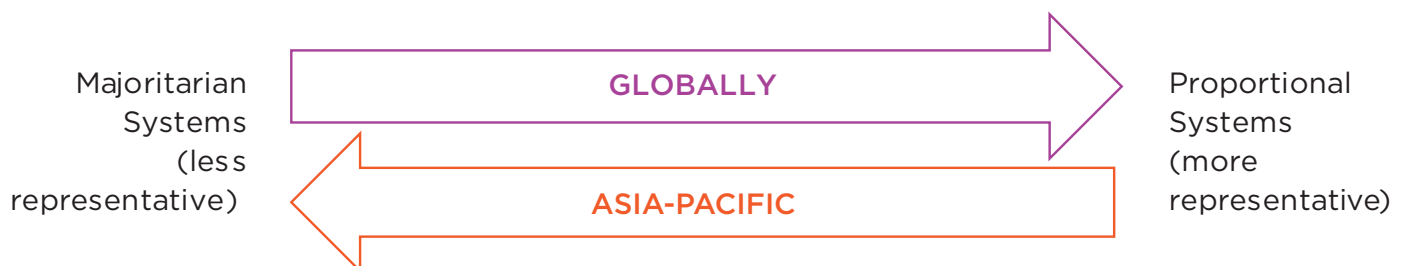 Majoritarian
Systems
(less
representative)
GLOBALLY
ASIA-PACIFIC
Proportional
Systems
(more
representative)